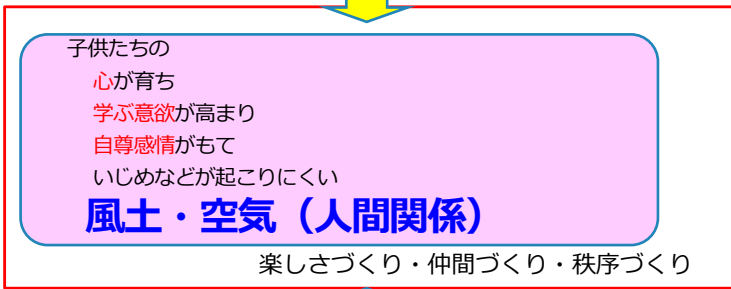 子供たちの
心が育ち
学ぶ意欲が高まり
自尊感情がもて
いじめなどが起こりにくい
風土・空気（人間関係）
楽しさづくり・仲間づくり・秩序づくり